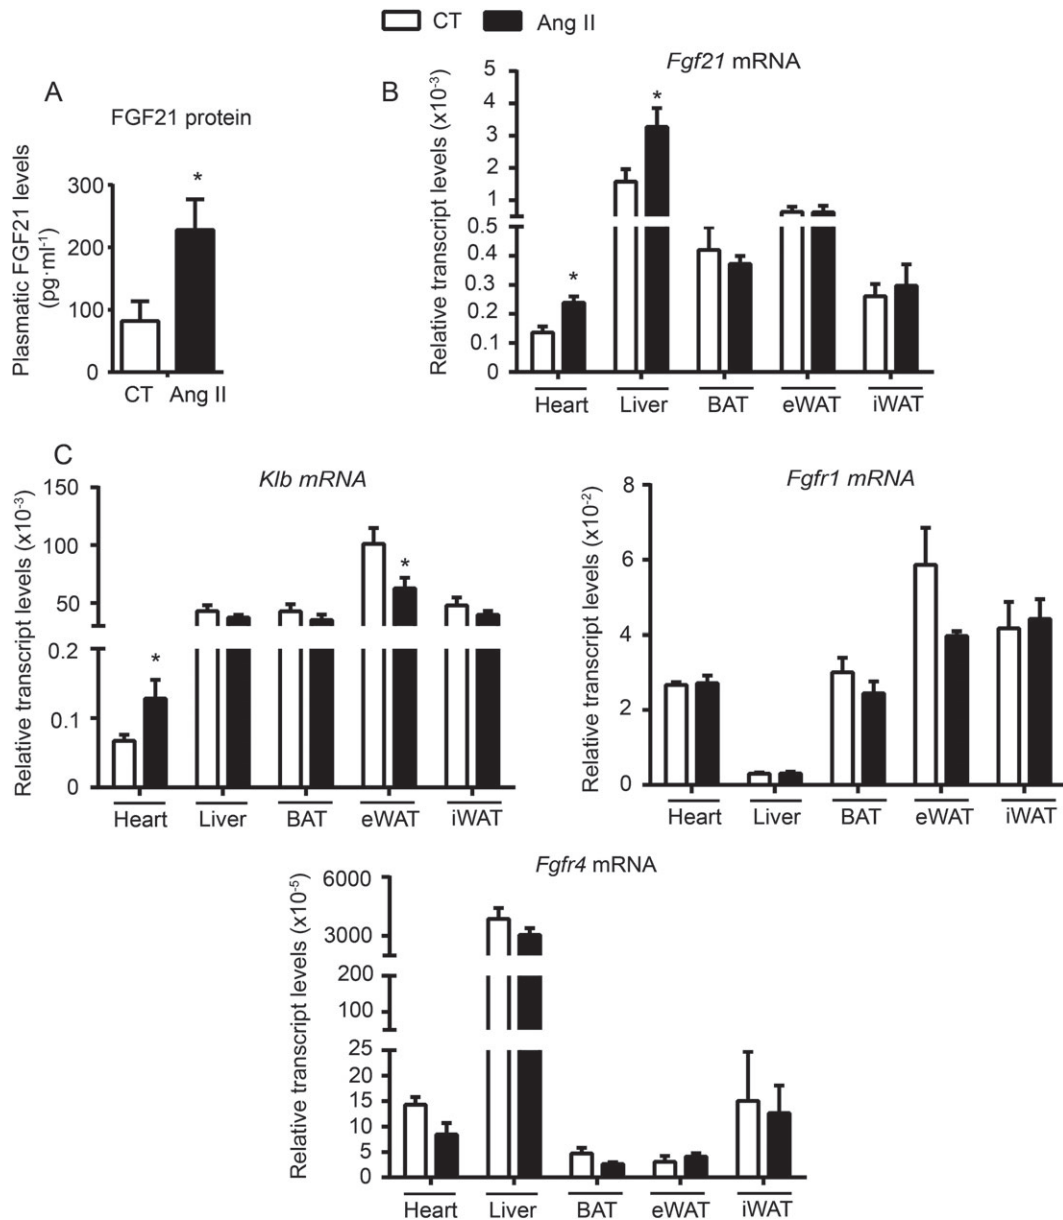 CT Ang II
A
FGF21 protein
Plasmatic FGF21 levels
(pg·ml⁻¹)
300
200
100
0
CT Ang II
B
Fgf21 mRNA
Relative transcript levels (x10⁻³)
5
4
3
2
1
0.5
0.4
0.3
0.2
0.1
0
*
*
*
Heart Liver BAT eWAT iWAT
C
Klb mRNA
Relative transcript levels (x10⁻³)
150
100
50
0.2
0.1
0
*
*
Heart Liver BAT eWAT iWAT
Fgfr1 mRNA
Relative transcript levels (x10⁻²)
8
6
4
2
0
Heart Liver BAT eWAT iWAT
Fgfr4 mRNA
Relative transcript levels (x10⁻⁵)
6000
3000
200
100
25
20
15
10
5
0
Heart Liver BAT eWAT iWAT